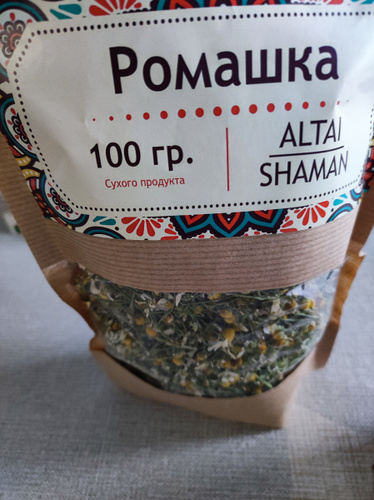 Ромашка
100 гр.
Сухого продукта
ALTAI
SHAMAN